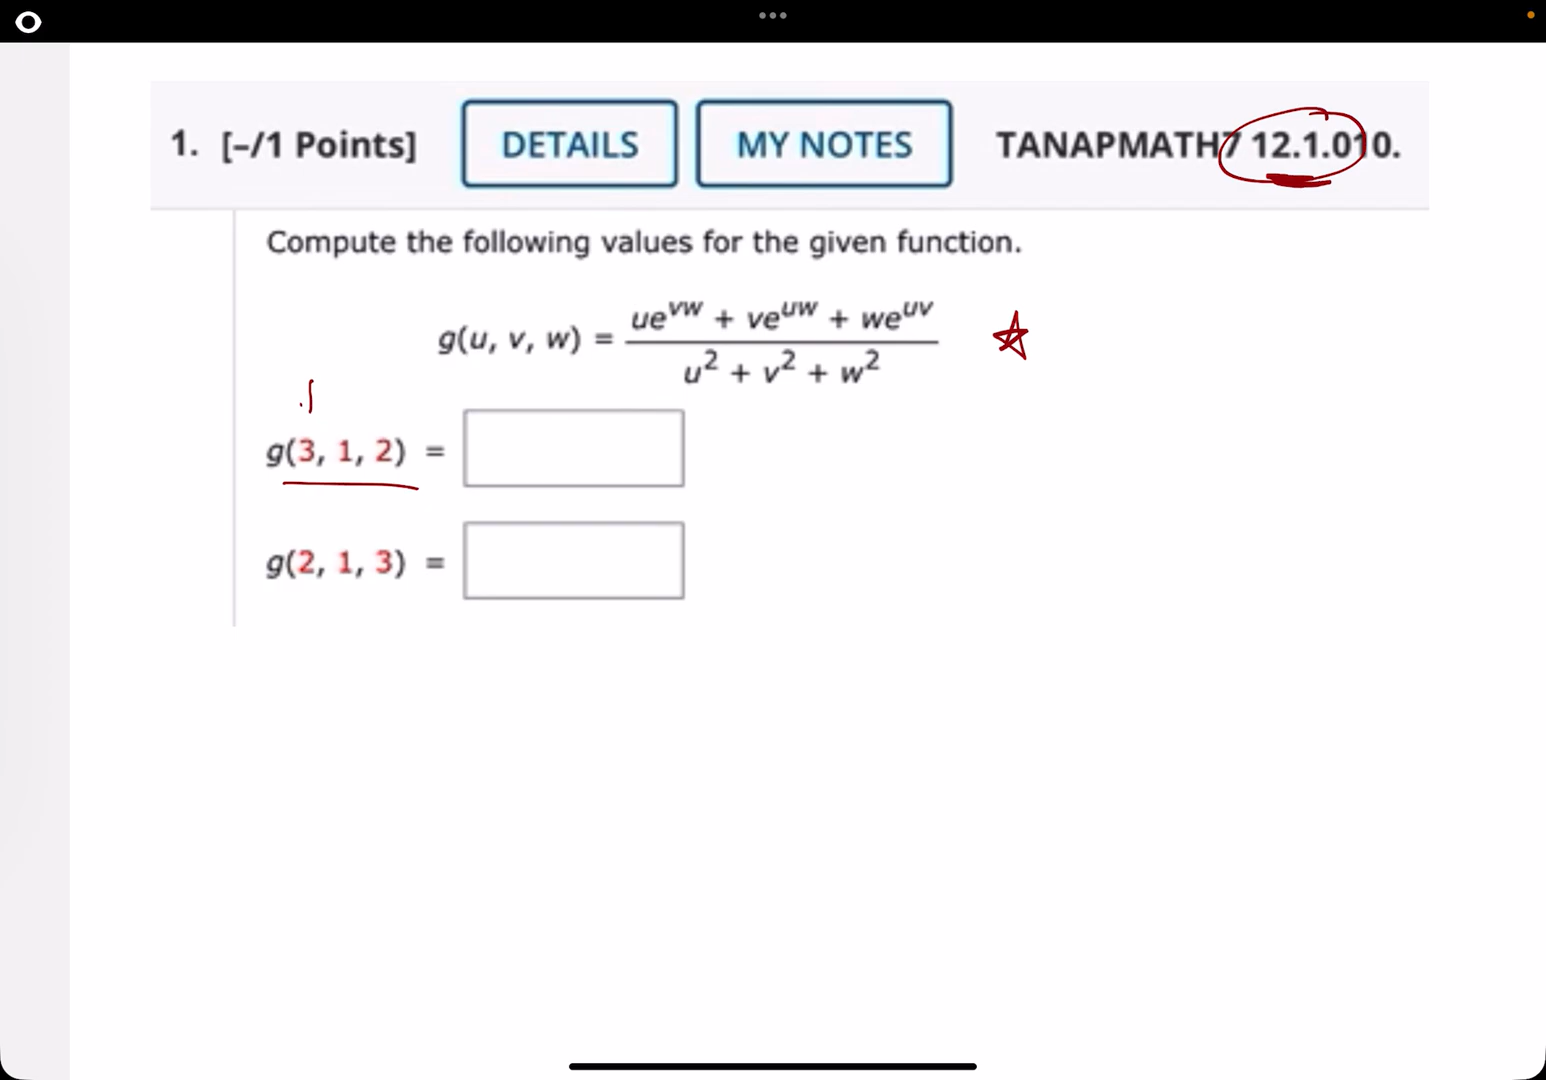 1. [–/1 Points] DETAILS MY NOTES TANAPMATH7 12.1.010.
Compute the following values for the given function.
g(u, v, w) = (ue^{vw} + ve^{uw} + we^{uv}) / (u^2 + v^2 + w^2)
g(3, 1, 2) =
g(2, 1, 3) =